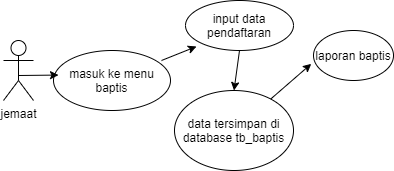 input data
pendaftaran
laporan baptis
masuk ke menu
baptis
jemaat
data tersimpan di
database tb_baptis